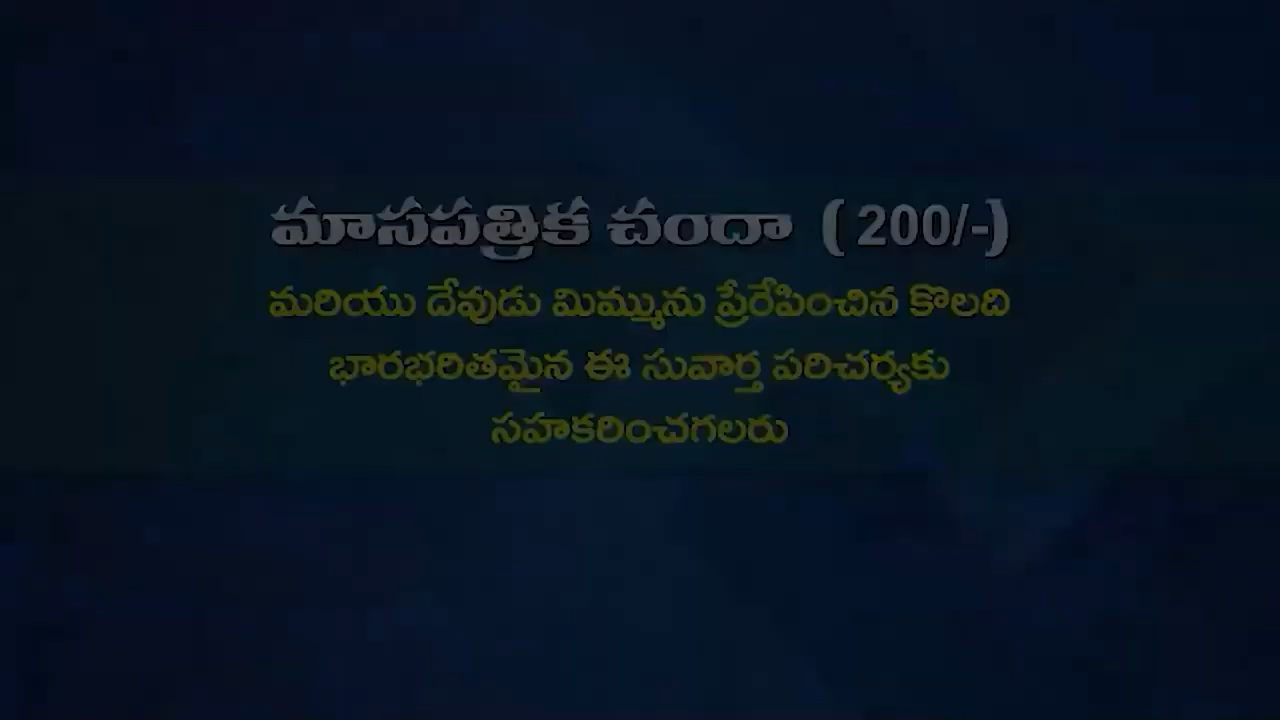 మాసపత్రిక చందా ( 200/-)
మరియు దేవుడు మిమ్మును ప్రేరేపించిన కొలది
భారభరితమైన ఈ సువార్త పరిచర్యకు
సహకరించగలరు